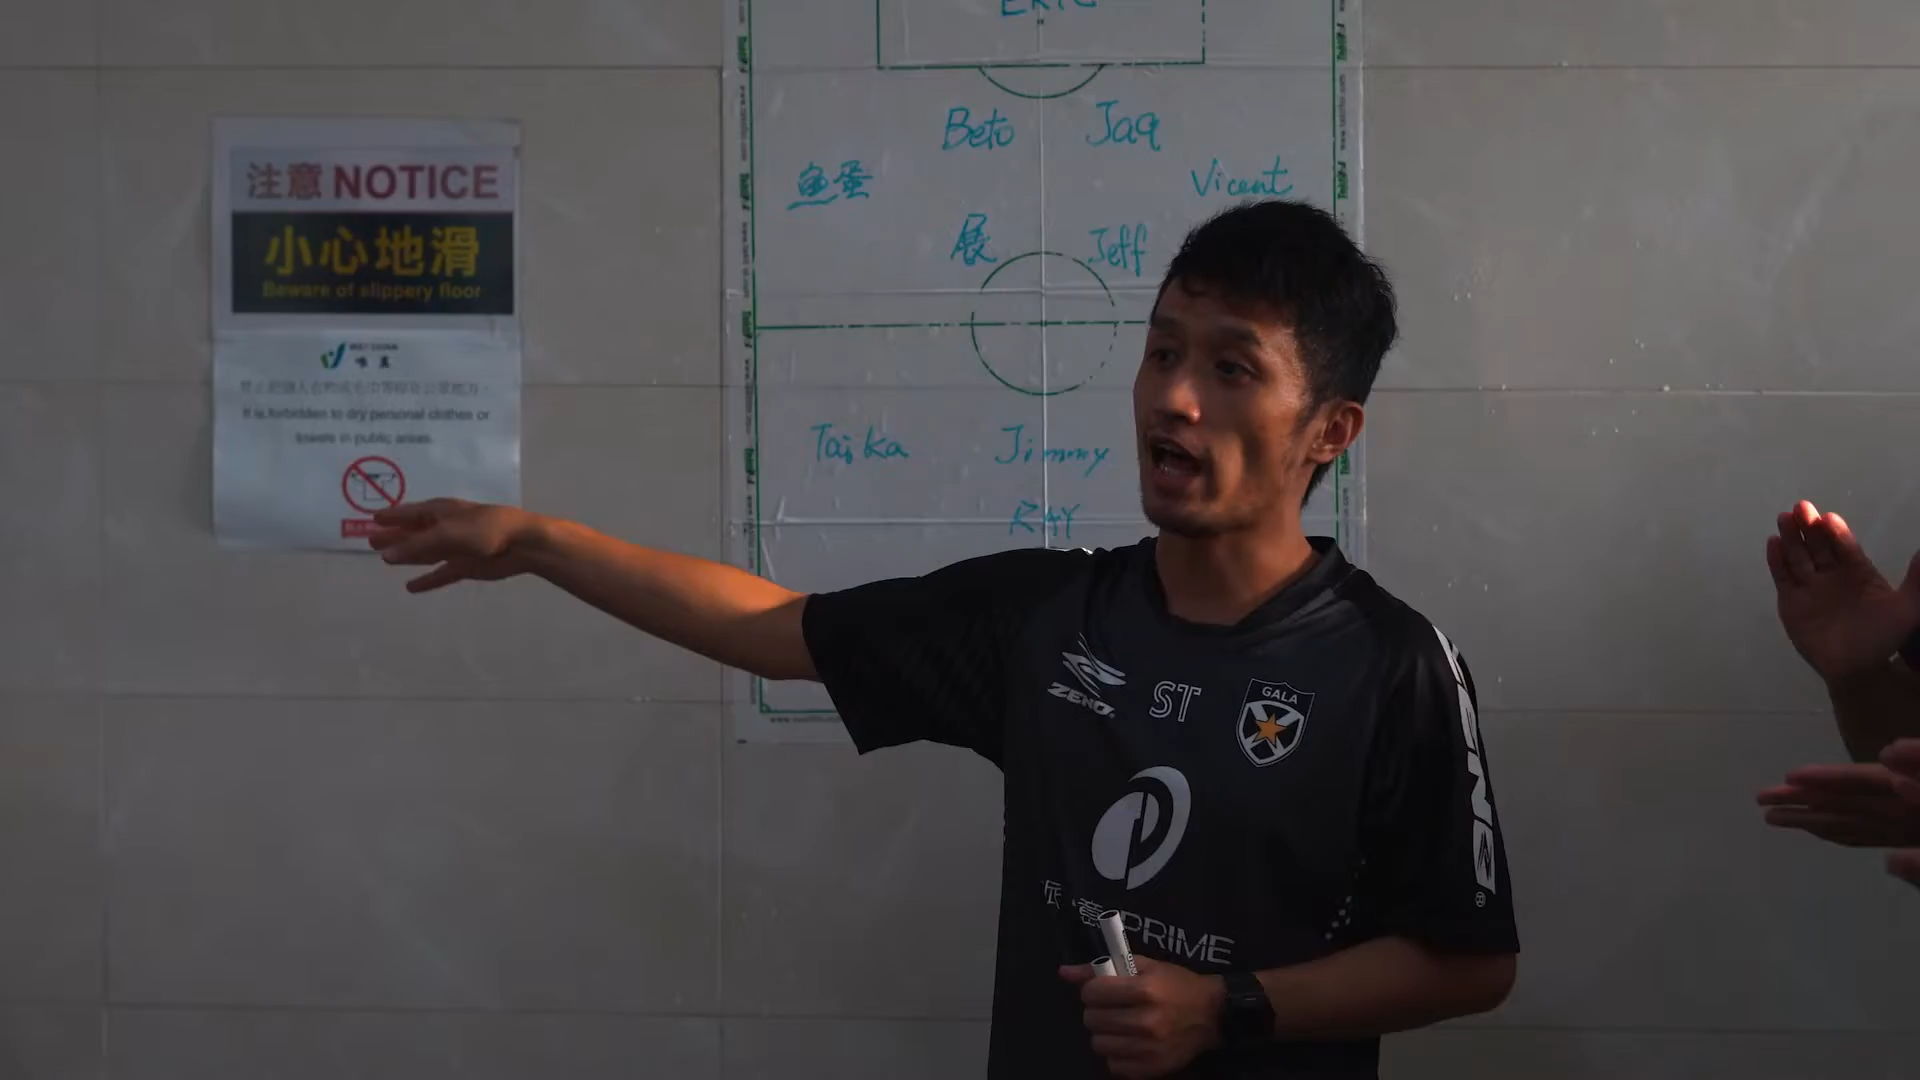 注意 NOTICE
小心地滑
Beware of slippery floor
It is forbidden to dry personal clothes or
towels in public areas.
ERIC
Beto Jaq
魚蛋 Vicent
展 Jeff
Taika Jimmy
RAY
ZENO ST GALA
PRIME